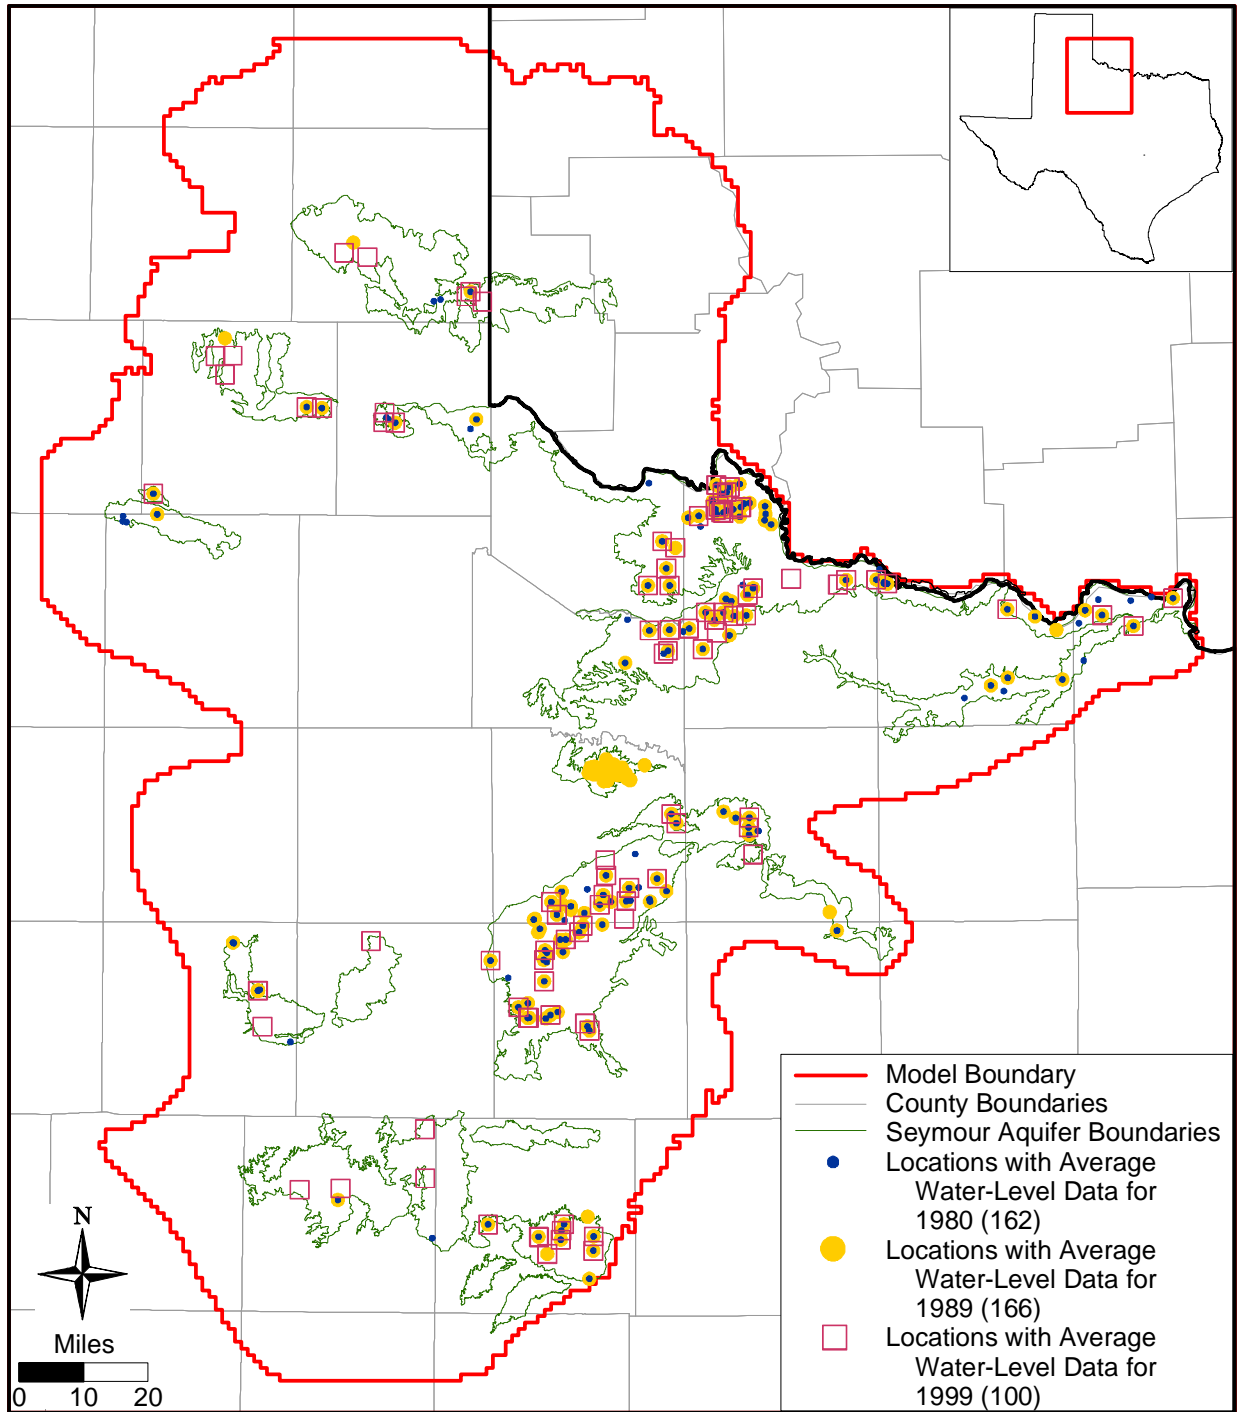 Model Boundary
County Boundaries
Seymour Aquifer Boundaries
Locations with Average
Water-Level Data for
1980 (162)
Locations with Average
Water-Level Data for
1989 (166)
Locations with Average
Water-Level Data for
1999 (100)
N
Miles
0 10 20